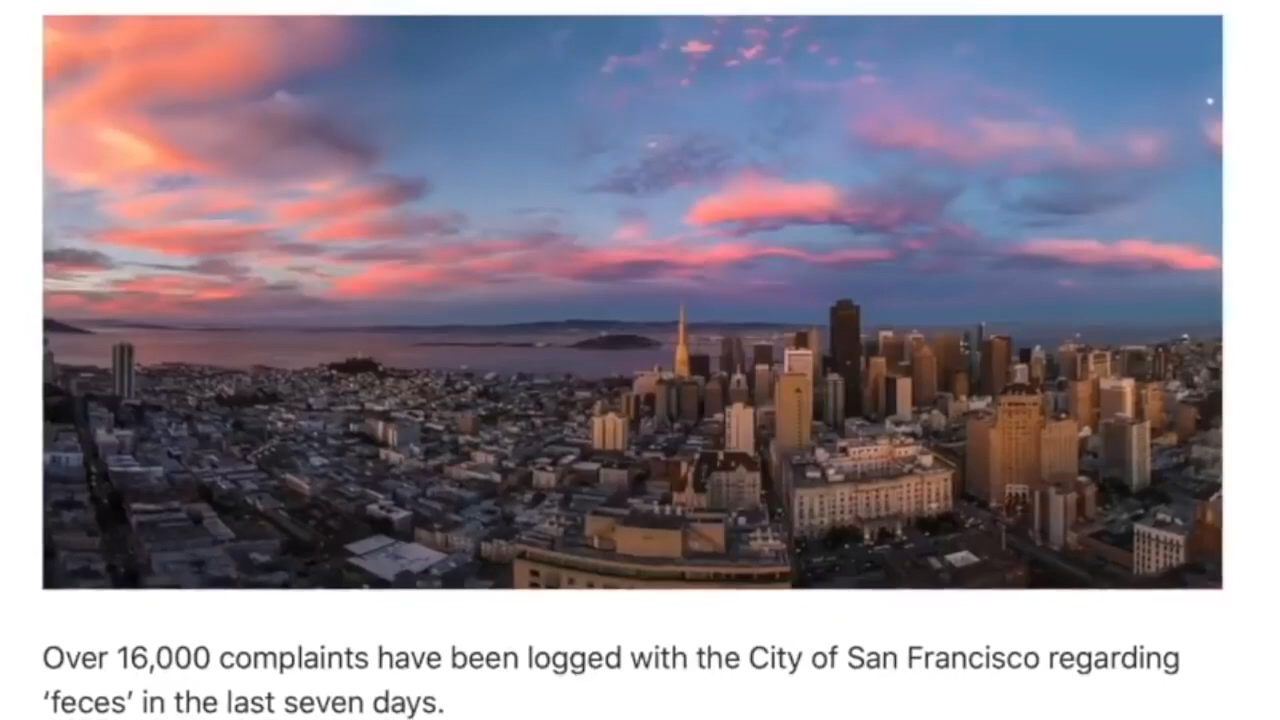 Over 16,000 complaints have been logged with the City of San Francisco regarding
‘feces’ in the last seven days.